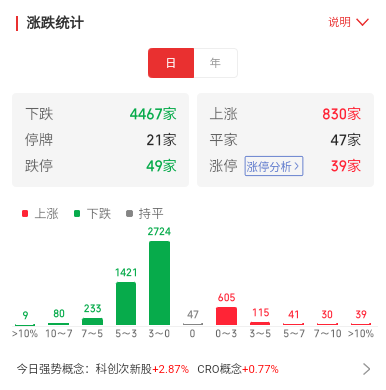 涨跌统计 说明
日 年
下跌 4467家 上涨 830家
停牌 21家 平家 47家
跌停 49家 涨停 涨停分析 39家
上涨 下跌 持平
2724
1421
605
9 80 233 47 115 41 30 39
>10% 10~7 7~5 5~3 3~0 0 0~3 3~5 5~7 7~10 >10%
今日强势概念：科创次新股+2.87% CRO概念+0.77%